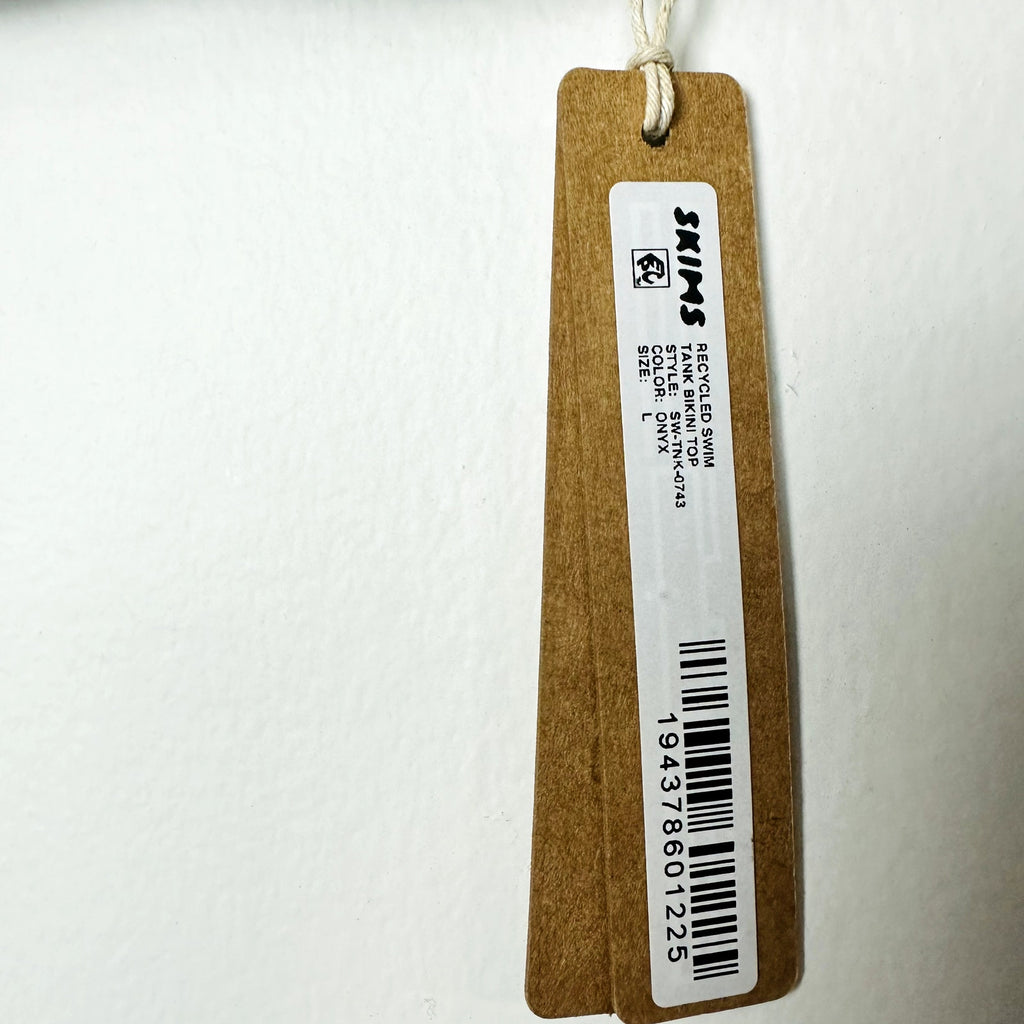 SKIMS
RECYCLED SWIM
TANK BIKINI TOP
STYLE: SW-TNK-0743
COLOR: ONYX
SIZE: L
194378601225